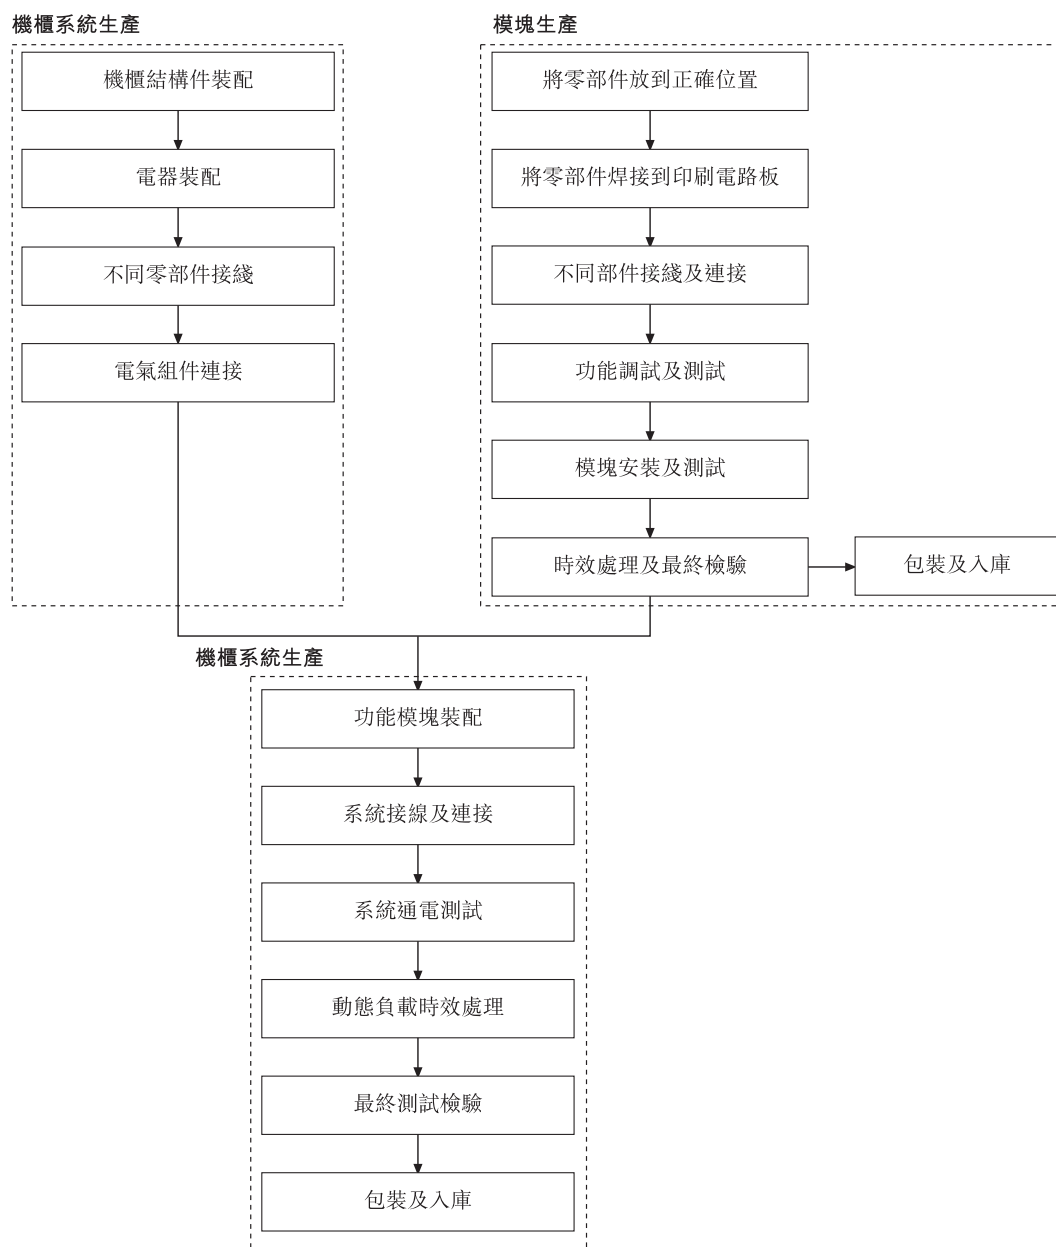 機櫃系統生產
機櫃結構件裝配
電器裝配
不同零部件接綫
電氣組件連接
模塊生產
將零部件放到正確位置
將零部件焊接到印刷電路板
不同部件接綫及連接
功能調試及測試
模塊安裝及測試
時效處理及最終檢驗
包裝及入庫
機櫃系統生產
功能模塊裝配
系統接線及連接
系統通電測試
動態負載時效處理
最終測試檢驗
包裝及入庫